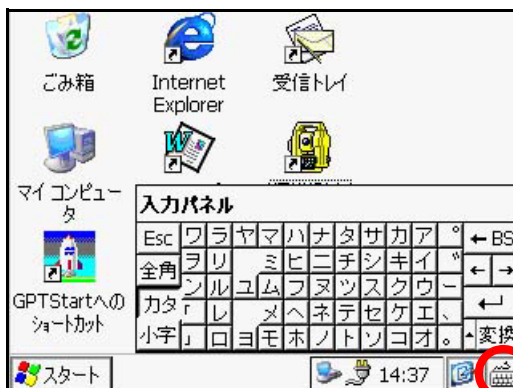 ごみ箱
Internet
Explorer
受信トレイ
マイ コンピュー
タ
GPTStartへの
ショートカット
入力パネル
Esc ワ ラ ヤ マ ハ ナ タ サ カ ア ゜ ←BS
全角 ヲ リ ミ ヒ ニ チ シ キ イ ゛ ← →
カタ ン ル ユ ム フ ヌ ツ ス ク ウ ー
「 レ メ ヘ ネ テ セ ケ エ 、 ↵
小字 」 ロ ヨ モ ホ ノ ト ソ コ オ 。 ▲変換
スタート 14:37